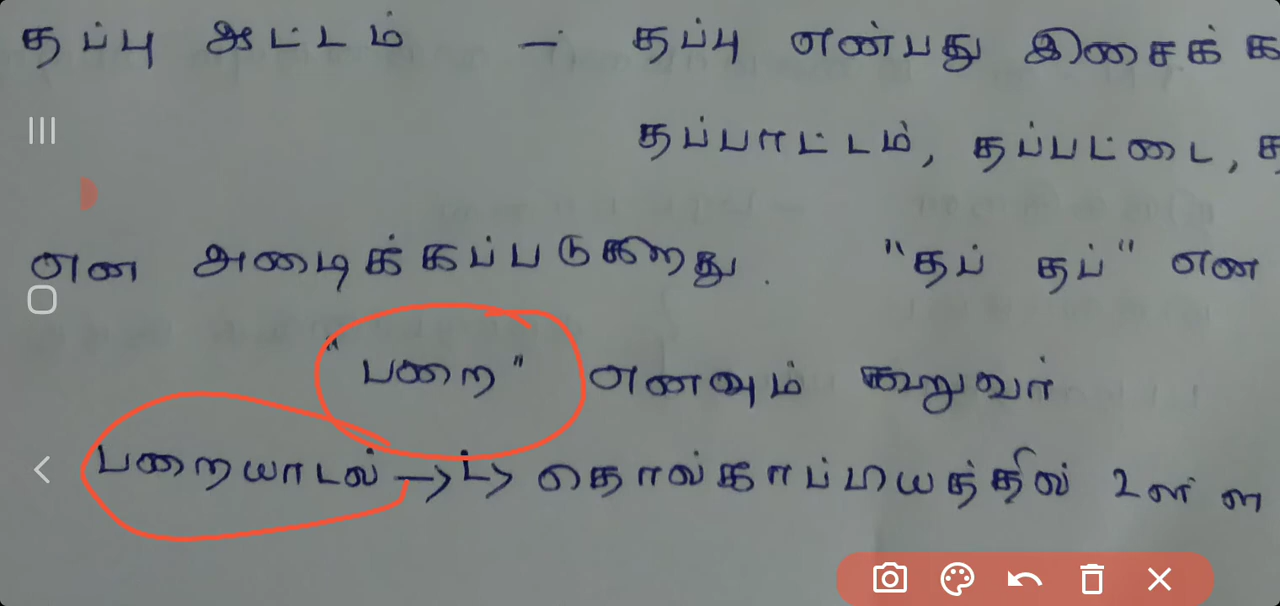 தப்பு ஆட்டம் – தப்பு என்பது இசைக் க
தப்பாட்டம், தப்பட்டை, த
என அழைக்கப்படுகிறது. "தப் தப்" என
"பறை" எனவும் கூறுவர்
பறையாடல் → தொல்காப்பியத்தில் உள்ள